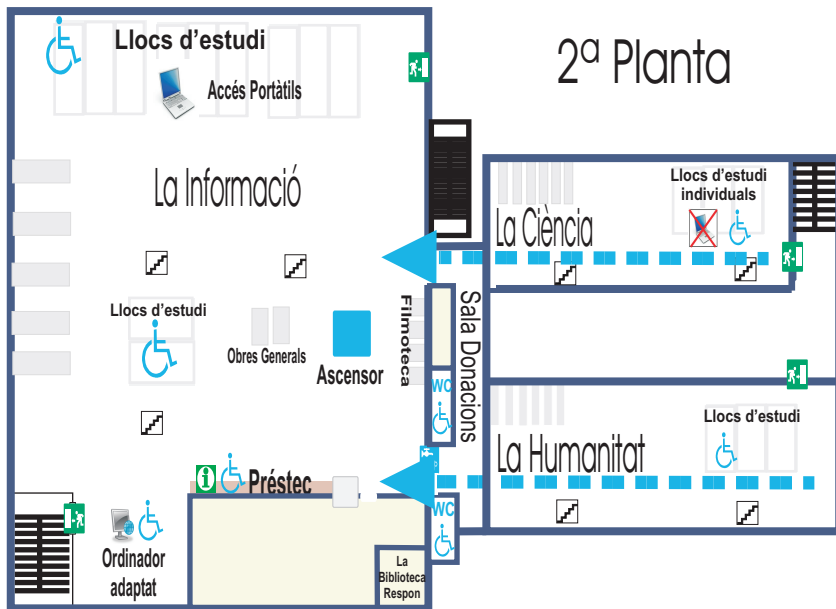 Llocs d'estudi
Accés Portàtils
2ª Planta
La Informació
Llocs d'estudi
individuals
La Ciència
Llocs d'estudi
Obres Generals
Ascensor
Filmoteca
Sala Donacions
WC
La Humanitat
Llocs d'estudi
Préstec
WC
Ordinador
adaptat
La
Biblioteca
Respon